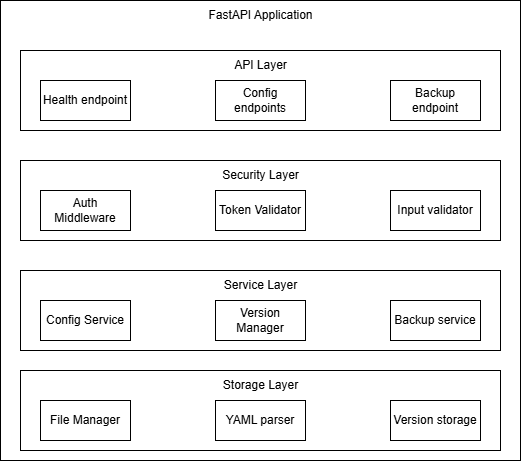 FastAPI Application
API Layer
Health endpoint
Config
endpoints
Backup
endpoint
Security Layer
Auth
Middleware
Token Validator
Input validator
Service Layer
Config Service
Version
Manager
Backup service
Storage Layer
File Manager
YAML parser
Version storage